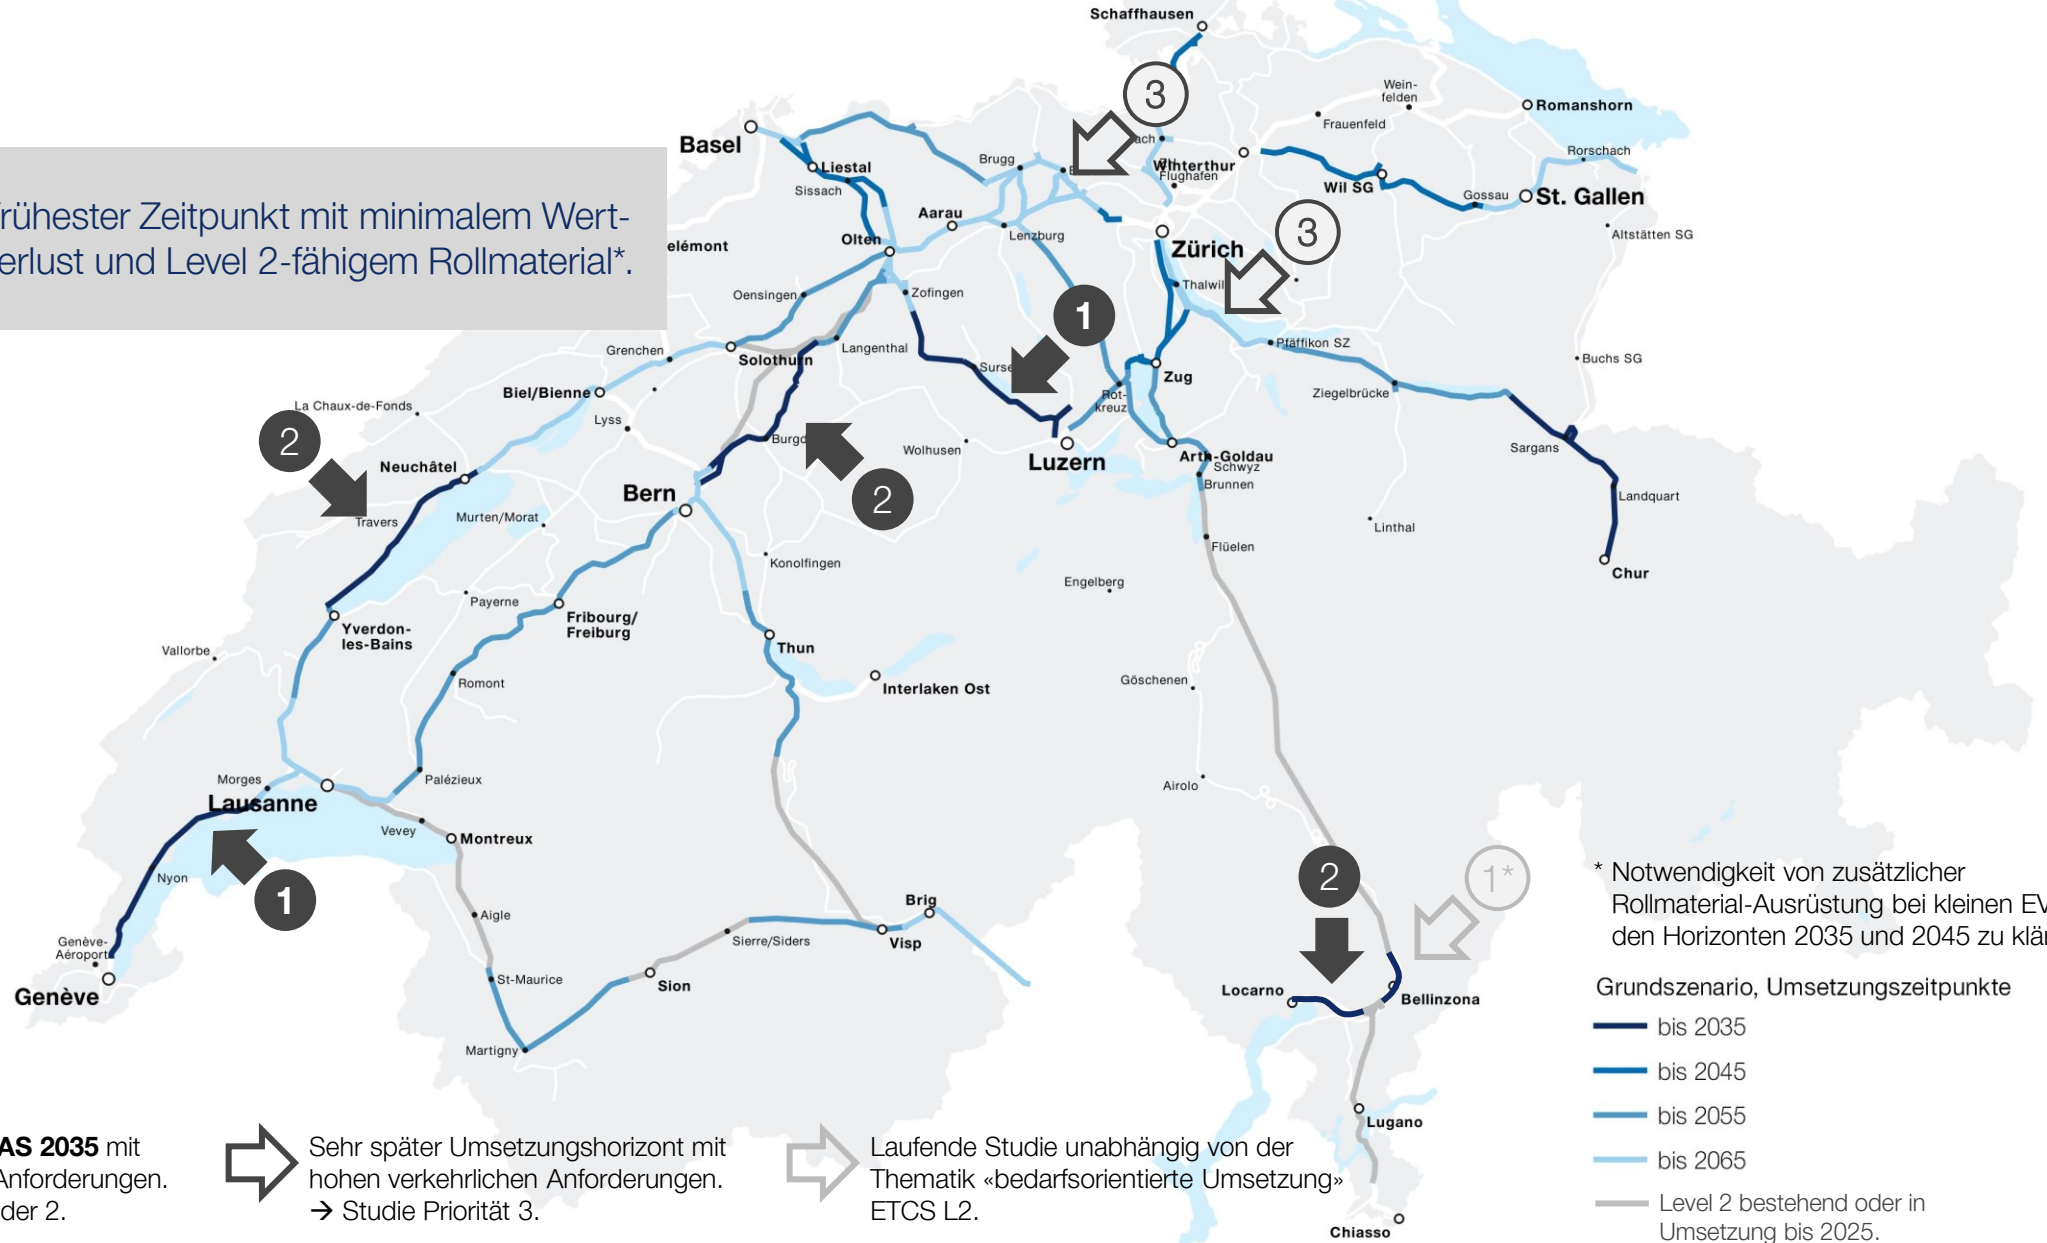 Schaffhausen
3
Wein-
felden
Romanshorn
Frauenfeld
Basel
Liestal
Sissach
Brugg
ach
Winterthur
Flughafen
Rorschach
Wil SG
Gossau
St. Gallen
rühester Zeitpunkt mit minimalem Wert-
erlust und Level 2-fähigem Rollmaterial*.
Aarau
Olten
Lenzburg
elémont
Zürich
3
Altstätten SG
Oensingen
Zofingen
Thalwil
1
Grenchen
Solothurn
Langenthal
Pfäffikon SZ
Buchs SG
Surse
Zug
Ziegelbrücke
Biel/Bienne
La Chaux-de-Fonds
Rot-
kreuz
Lyss
2
Burgd
Wolhusen
Luzern
Arth-Goldau
Schwyz
Brunnen
Sargans
Neuchâtel
Bern
2
Landquart
Travers
Murten/Morat
Linthal
Flüelen
Konolfingen
Engelberg
Chur
Payerne
Fribourg/
Freiburg
Yverdon-
les-Bains
Thun
Vallorbe
Romont
Interlaken Ost
Göschenen
Morges
Palézieux
Airolo
Lausanne
Vevey
Montreux
Nyon
1
2
1*
* Notwendigkeit von zusätzlicher
Rollmaterial-Ausrüstung bei kleinen EV
den Horizonten 2035 und 2045 zu klä
Brig
Aigle
Sierre/Siders
Visp
Genève-
Aéroport
St-Maurice
Sion
Genève
Locarno
Bellinzona
Martigny
Grundszenario, Umsetzungszeitpunkte
bis 2035
bis 2045
bis 2055
bis 2065
Level 2 bestehend oder in
Umsetzung bis 2025.
Lugano
Chiasso
AS 2035 mit
Anforderungen.
der 2.
Sehr später Umsetzungshorizont mit
hohen verkehrlichen Anforderungen.
→ Studie Priorität 3.
Laufende Studie unabhängig von der
Thematik «bedarfsorientierte Umsetzung»
ETCS L2.